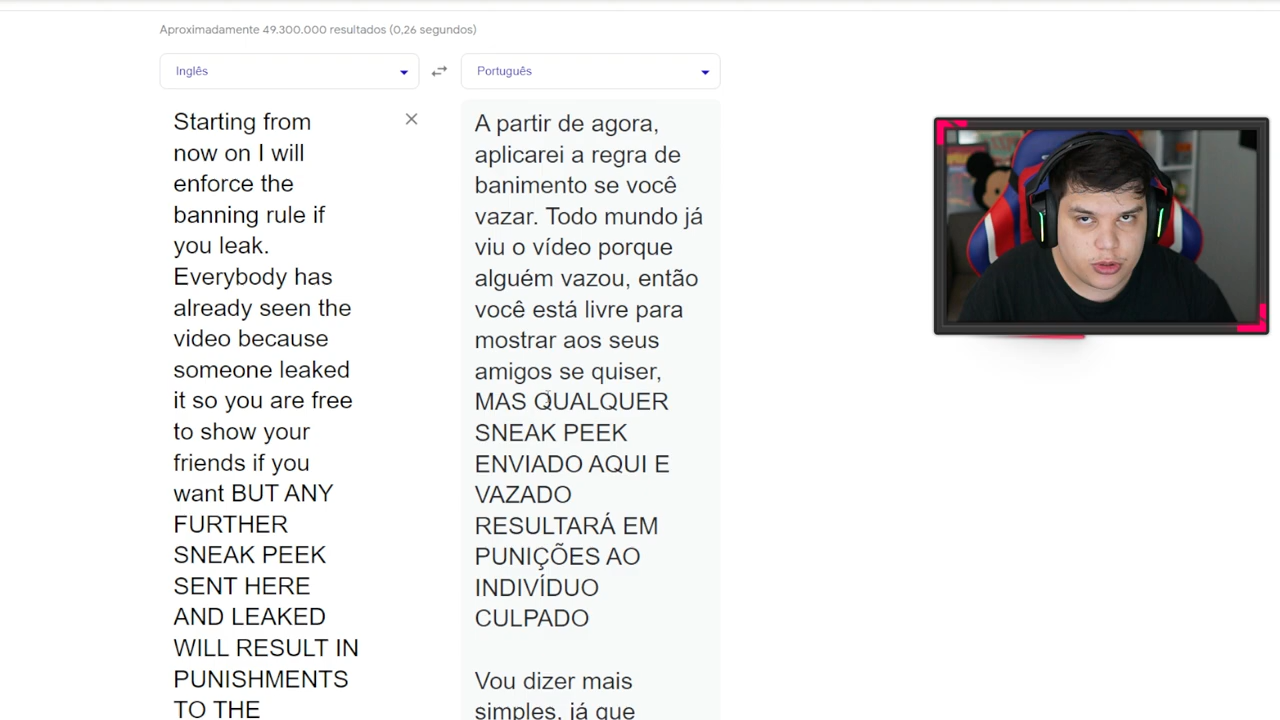 Aproximadamente 49.300.000 resultados (0,26 segundos)
Inglês
Português
Starting from
now on I will
enforce the
banning rule if
you leak.
Everybody has
already seen the
video because
someone leaked
it so you are free
to show your
friends if you
want BUT ANY
FURTHER
SNEAK PEEK
SENT HERE
AND LEAKED
WILL RESULT IN
PUNISHMENTS
TO THE
A partir de agora,
aplicarei a regra de
banimento se você
vazar. Todo mundo já
viu o vídeo porque
alguém vazou, então
você está livre para
mostrar aos seus
amigos se quiser,
MAS QUALQUER
SNEAK PEEK
ENVIADO AQUI E
VAZADO
RESULTARÁ EM
PUNIÇÕES AO
INDIVÍDUO
CULPADO
Vou dizer mais
simples, já que